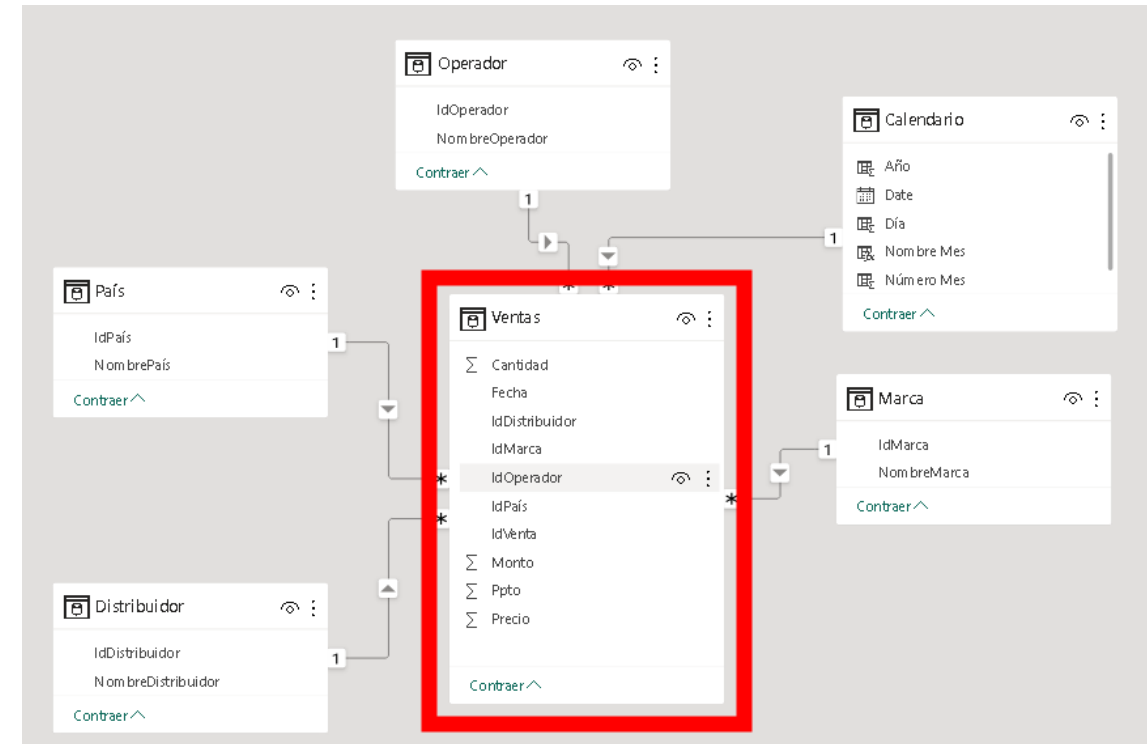 Operador
IdOperador
NombreOperador
Contraer
1
Calendario
Año
Date
Día
Nombre Mes
Número Mes
Contraer
1
País
IdPaís
NombrePaís
Contraer
1
*
*
Ventas
Cantidad
Fecha
IdDistribuidor
IdMarca
IdOperador
IdPaís
IdVenta
Monto
Ppto
Precio
Contraer
*
*
*
Marca
IdMarca
NombreMarca
Contraer
1
Distribuidor
IdDistribuidor
NombreDistribuidor
Contraer
1